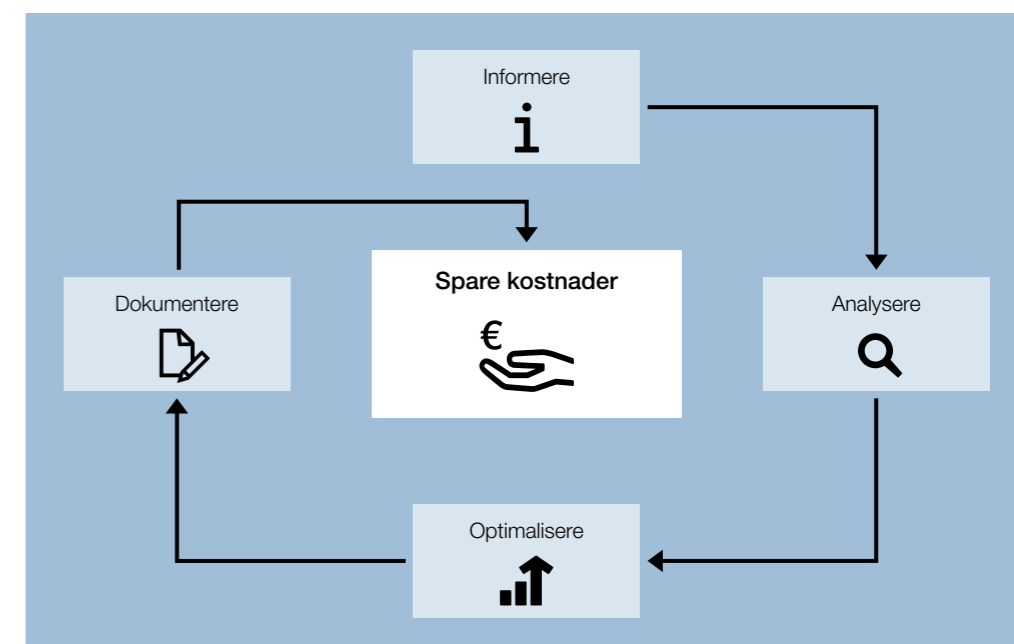 Informere
i
Spare kostnader
€
Dokumentere
Analysere
Optimalisere